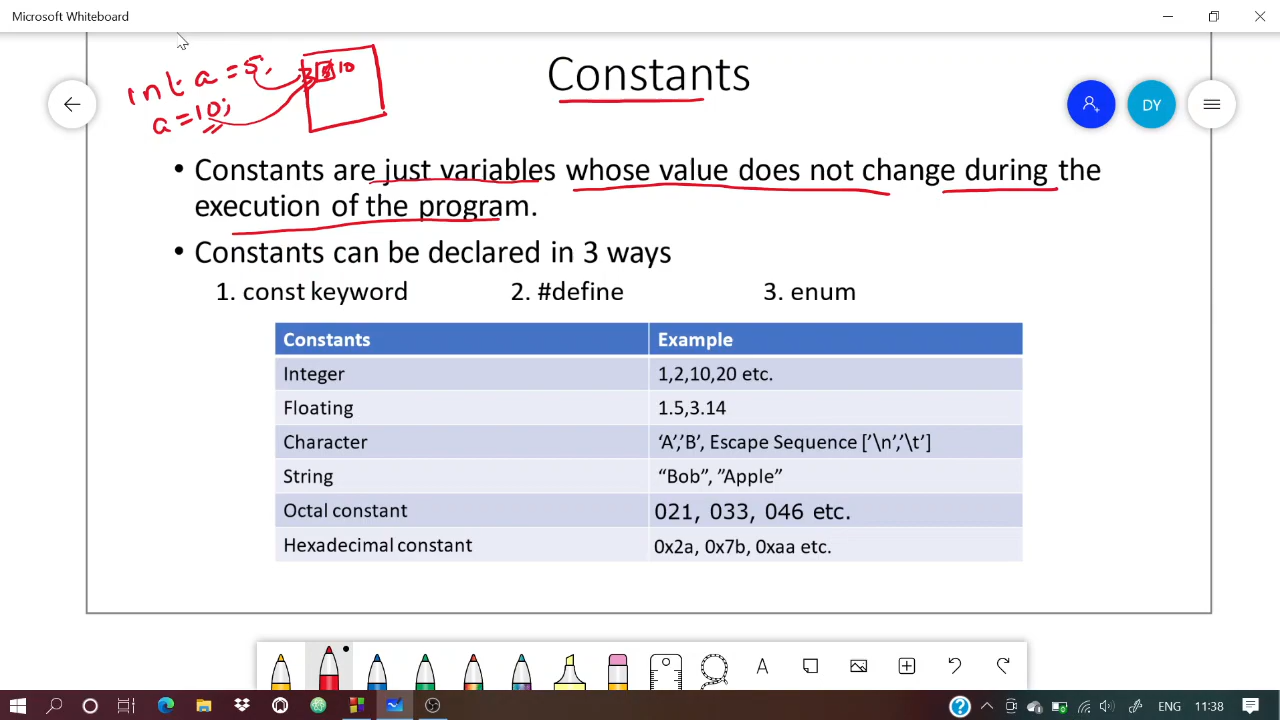 Microsoft Whiteboard
int a = 5,
a = 10;
10
Constants
DY
• Constants are just variables whose value does not change during the
execution of the program.
• Constants can be declared in 3 ways
1. const keyword 2. #define 3. enum
Constants Example
Integer 1,2,10,20 etc.
Floating 1.5,3.14
Character ‘A’,’B’, Escape Sequence [’\n’,’\t’]
String “Bob”, ”Apple”
Octal constant 021, 033, 046 etc.
Hexadecimal constant 0x2a, 0x7b, 0xaa etc.
A
ENG 11:38